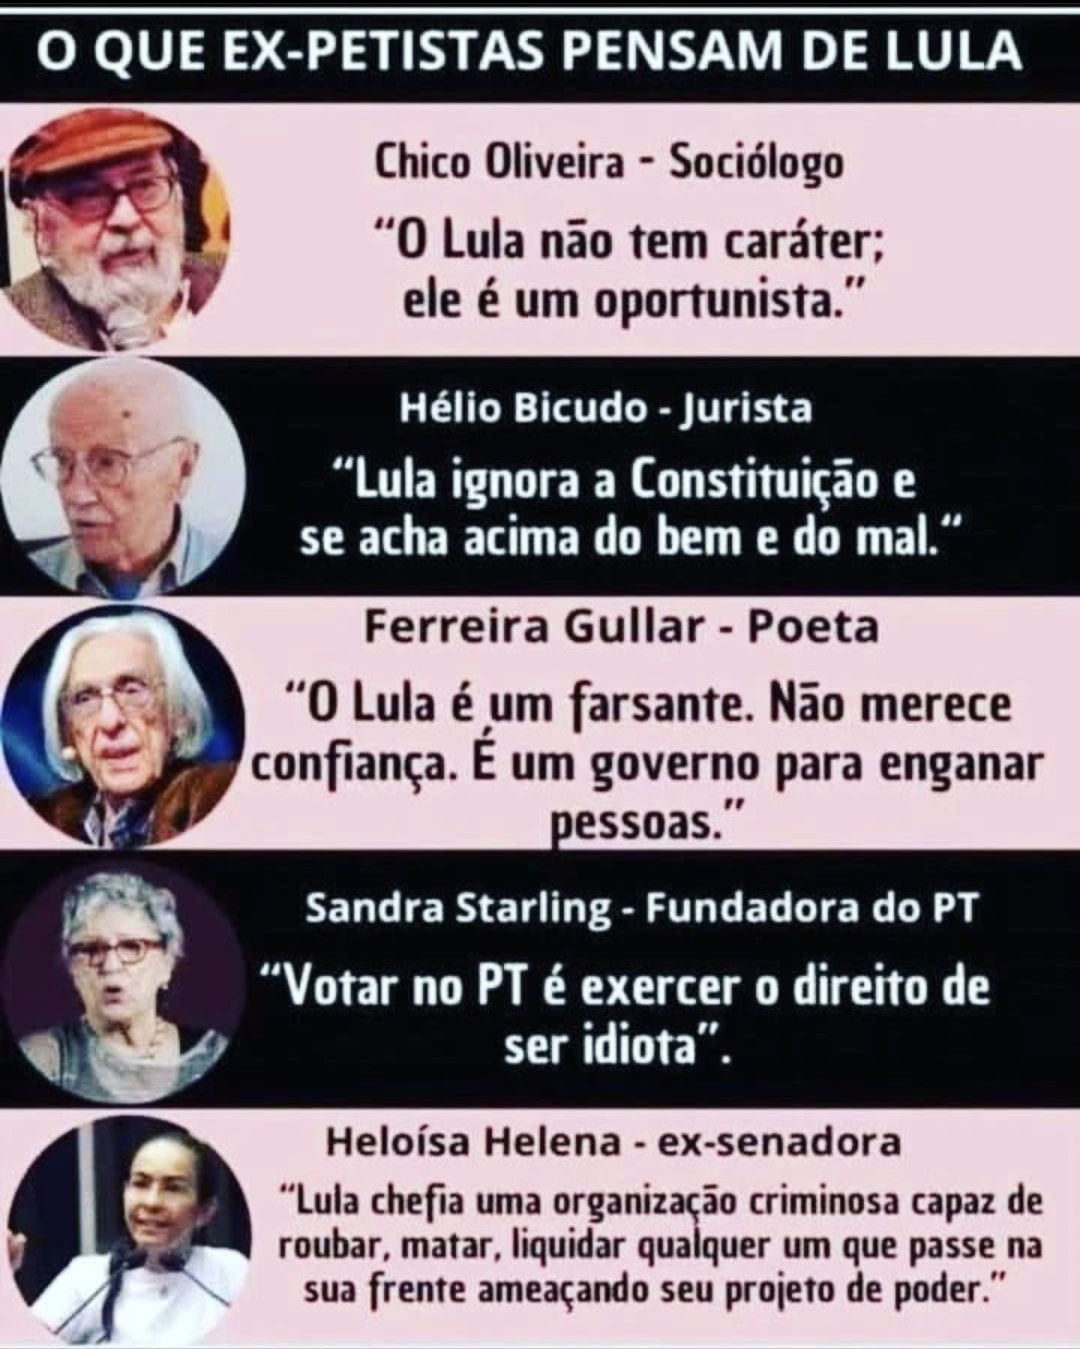 O QUE EX-PETISTAS PENSAM DE LULA
Chico Oliveira - Sociólogo
“O Lula não tem caráter;
ele é um oportunista.”
Hélio Bicudo - Jurista
“Lula ignora a Constituição e
se acha acima do bem e do mal.“
Ferreira Gullar - Poeta
“O Lula é um farsante. Não merece
confiança. É um governo para enganar
pessoas.”
Sandra Starling - Fundadora do PT
“Votar no PT é exercer o direito de
ser idiota”.
Heloísa Helena - ex-senadora
“Lula chefia uma organização criminosa capaz de
roubar, matar, liquidar qualquer um que passe na
sua frente ameaçando seu projeto de poder.”